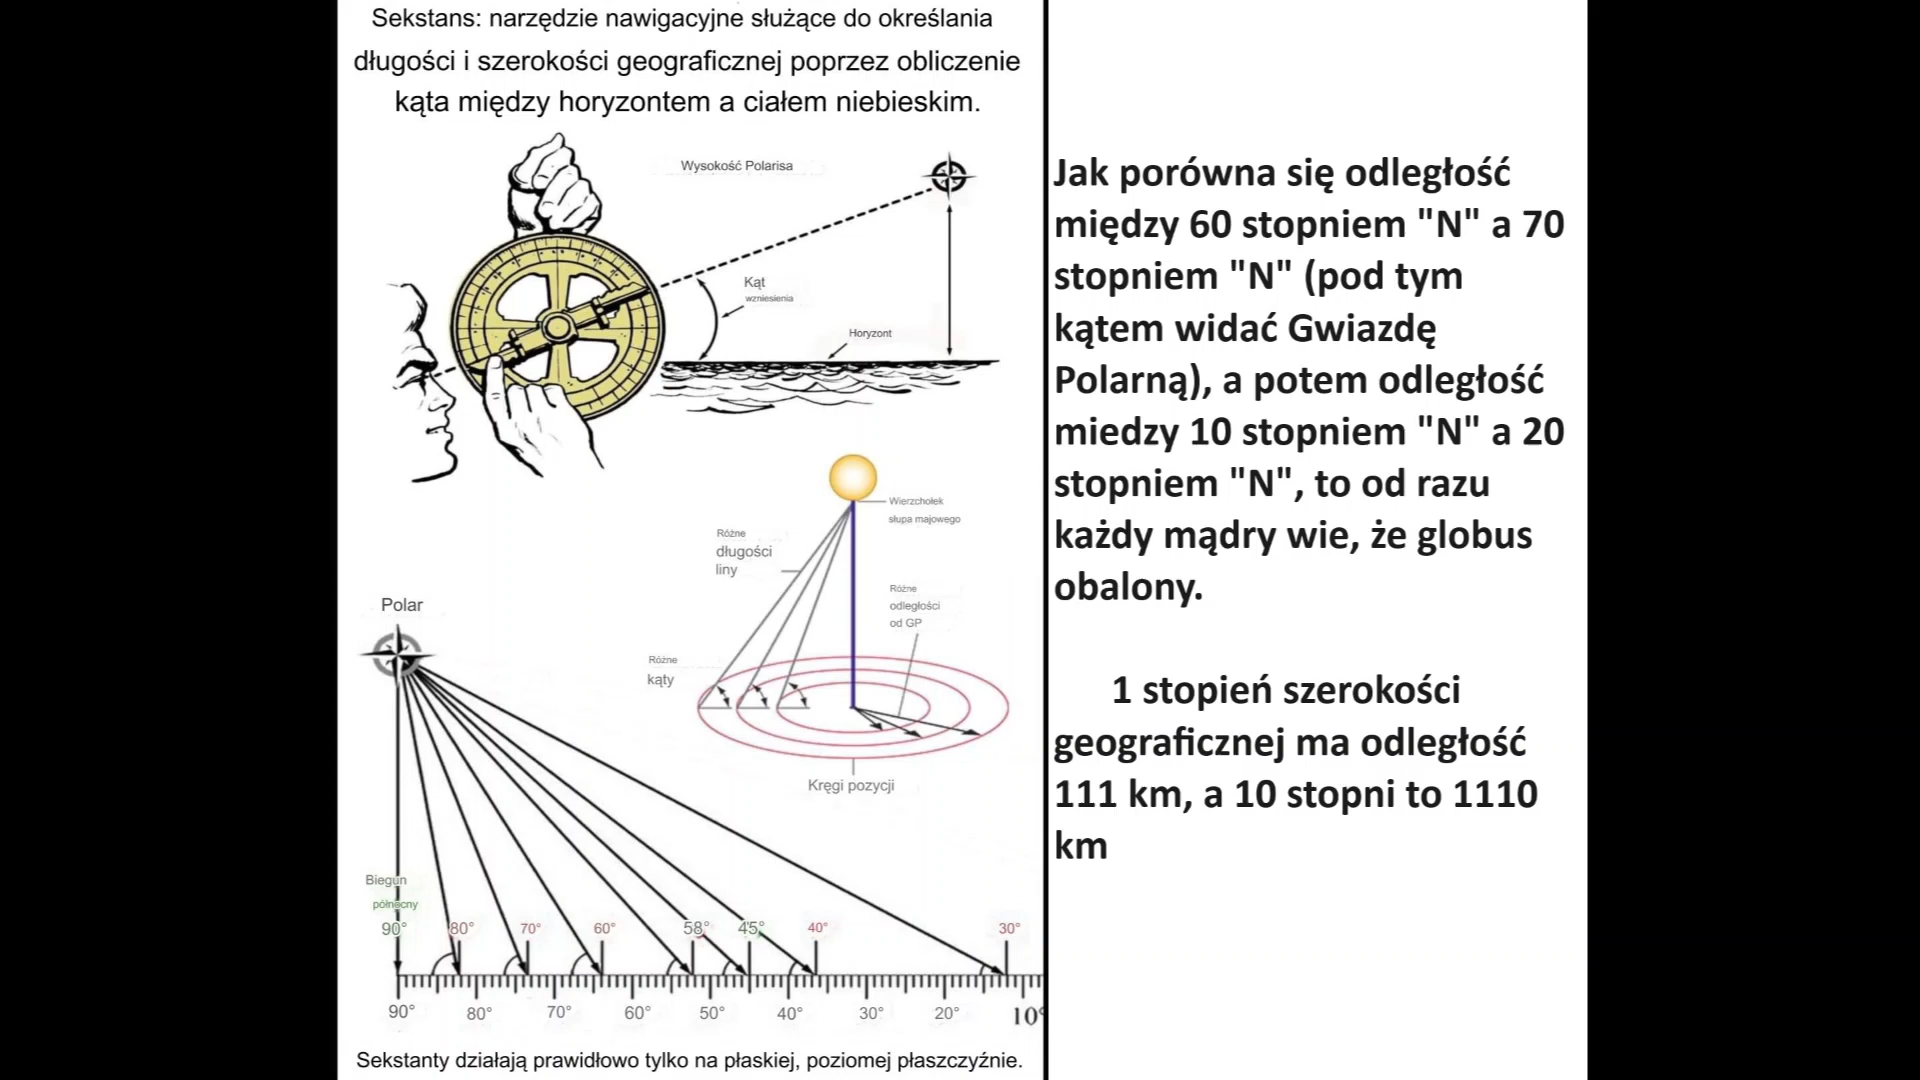 Sekstans: narzędzie nawigacyjne służące do określania
długości i szerokości geograficznej poprzez obliczenie
kąta między horyzontem a ciałem niebieskim.
Wysokość Polarisa
Kąt
wzniesienia
Horyzont
Wierzchołek
słupa majowego
Różne
długości
liny
Różne
odległości
od GP
Różne
kąty
Kręgi pozycji
Polar
Biegun
północny
90° 80° 70° 60° 58° 45° 40° 30°
90° 80° 70° 60° 50° 40° 30° 20° 10°
Sekstanty działają prawidłowo tylko na płaskiej, poziomej płaszczyźnie.
Jak porówna się odległość
między 60 stopniem "N" a 70
stopniem "N" (pod tym
kątem widać Gwiazdę
Polarną), a potem odległość
miedzy 10 stopniem "N" a 20
stopniem "N", to od razu
każdy mądry wie, że globus
obalony.
1 stopień szerokości
geograficznej ma odległość
111 km, a 10 stopni to 1110
km